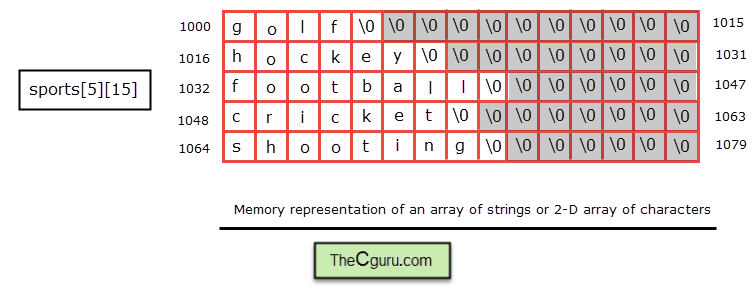 1000 g o l f \0 \0 \0 \0 \0 \0 \0 \0 \0 \0 \0 1015
1016 h o c k e y \0 \0 \0 \0 \0 \0 \0 \0 \0 1031
sports[5][15]
1032 f o o t b a l l \0 \0 \0 \0 \0 \0 \0 1047
1048 c r i c k e t \0 \0 \0 \0 \0 \0 \0 \0 1063
1064 s h o o t i n g \0 \0 \0 \0 \0 \0 \0 1079
Memory representation of an array of strings or 2-D array of characters
TheCguru.com